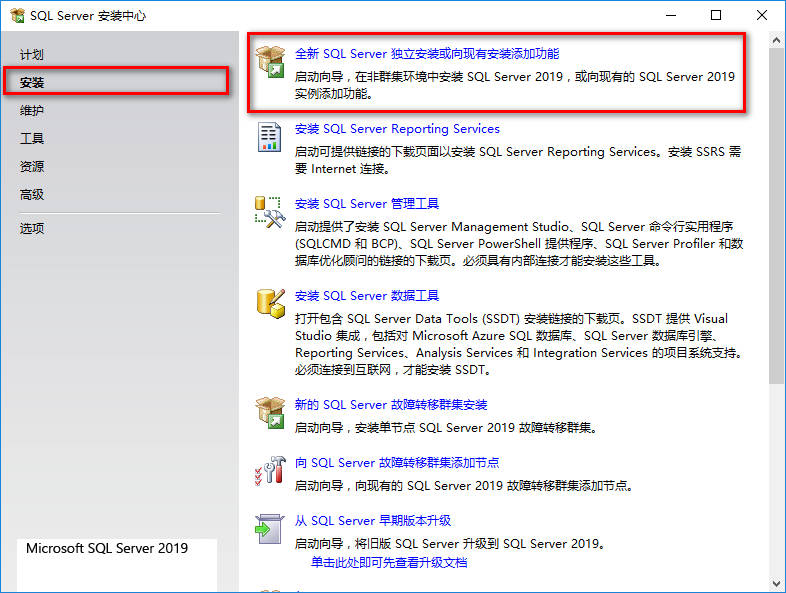 SQL Server 安装中心
计划
安装
维护
工具
资源
高级
选项
Microsoft SQL Server 2019
全新 SQL Server 独立安装或向现有安装添加功能
启动向导，在非群集环境中安装 SQL Server 2019，或向现有的 SQL Server 2019
实例添加功能。
安装 SQL Server Reporting Services
启动可提供链接的下载页面以安装 SQL Server Reporting Services。安装 SSRS 需
要 Internet 连接。
安装 SQL Server 管理工具
启动提供了安装 SQL Server Management Studio、SQL Server 命令行实用程序
(SQLCMD 和 BCP)、SQL Server PowerShell 提供程序、SQL Server Profiler 和数
据库优化顾问的链接的下载页。必须具有内部连接才能安装这些工具。
安装 SQL Server 数据工具
打开包含 SQL Server Data Tools (SSDT) 安装链接的下载页。SSDT 提供 Visual
Studio 集成，包括对 Microsoft Azure SQL 数据库、SQL Server 数据库引擎、
Reporting Services、Analysis Services 和 Integration Services 的项目系统支持。
必须连接到互联网，才能安装 SSDT。
新的 SQL Server 故障转移群集安装
启动向导，安装单节点 SQL Server 2019 故障转移群集。
向 SQL Server 故障转移群集添加节点
启动向导，向现有的 SQL Server 2019 故障转移群集添加节点。
从 SQL Server 早期版本升级
启动向导，将旧版 SQL Server 升级到 SQL Server 2019。
单击此处即可先查看升级文档